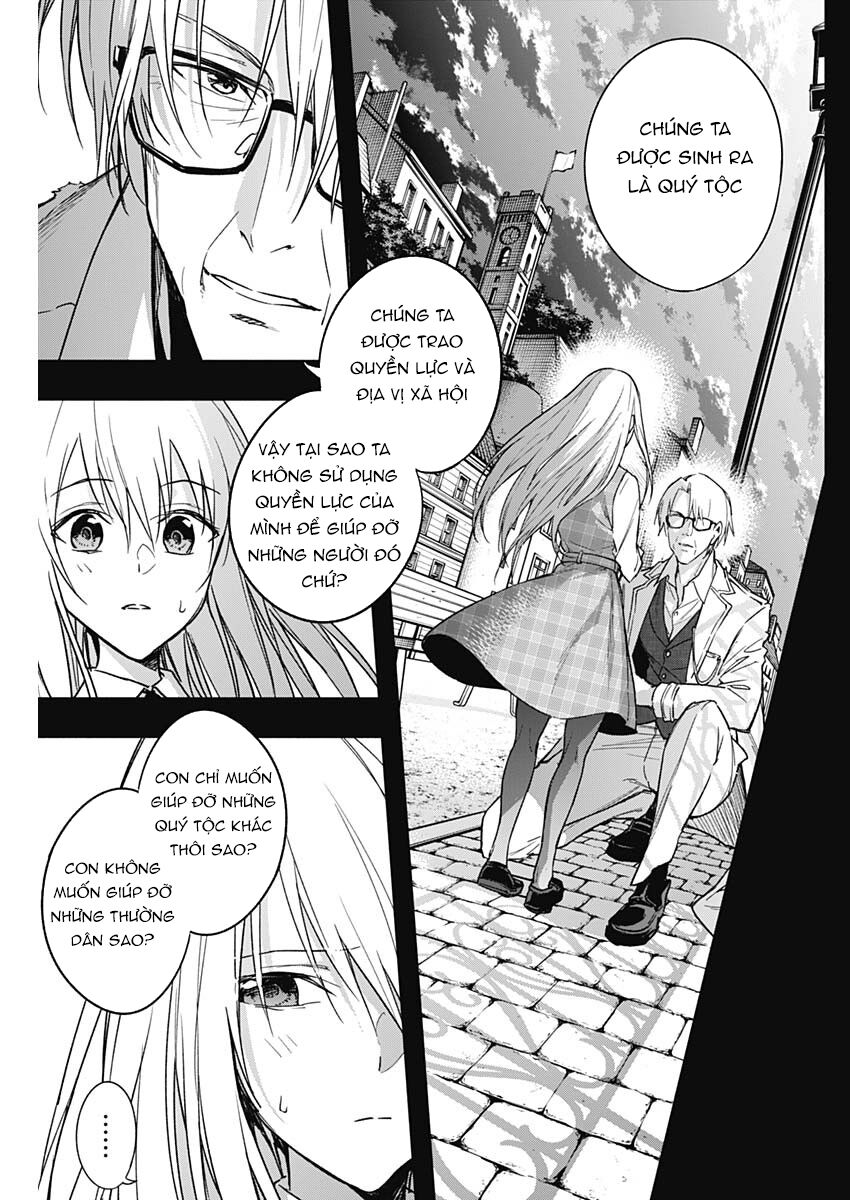 CHÚNG TA
ĐƯỢC SINH RA
LÀ QUÝ TỘC
CHÚNG TA
ĐƯỢC TRAO
QUYỀN LỰC VÀ
ĐỊA VỊ XÃ HỘI
VẬY TẠI SAO TA
KHÔNG SỬ DỤNG
QUYỀN LỰC CỦA
MÌNH ĐỂ GIÚP ĐỠ
NHỮNG NGƯỜI ĐÓ
CHỨ?
CON CHỈ MUỐN
GIÚP ĐỠ NHỮNG
QUÝ TỘC KHÁC
THÔI SAO?
CON KHÔNG
MUỐN GIÚP ĐỠ
NHỮNG THƯỜNG
DÂN SAO?
......